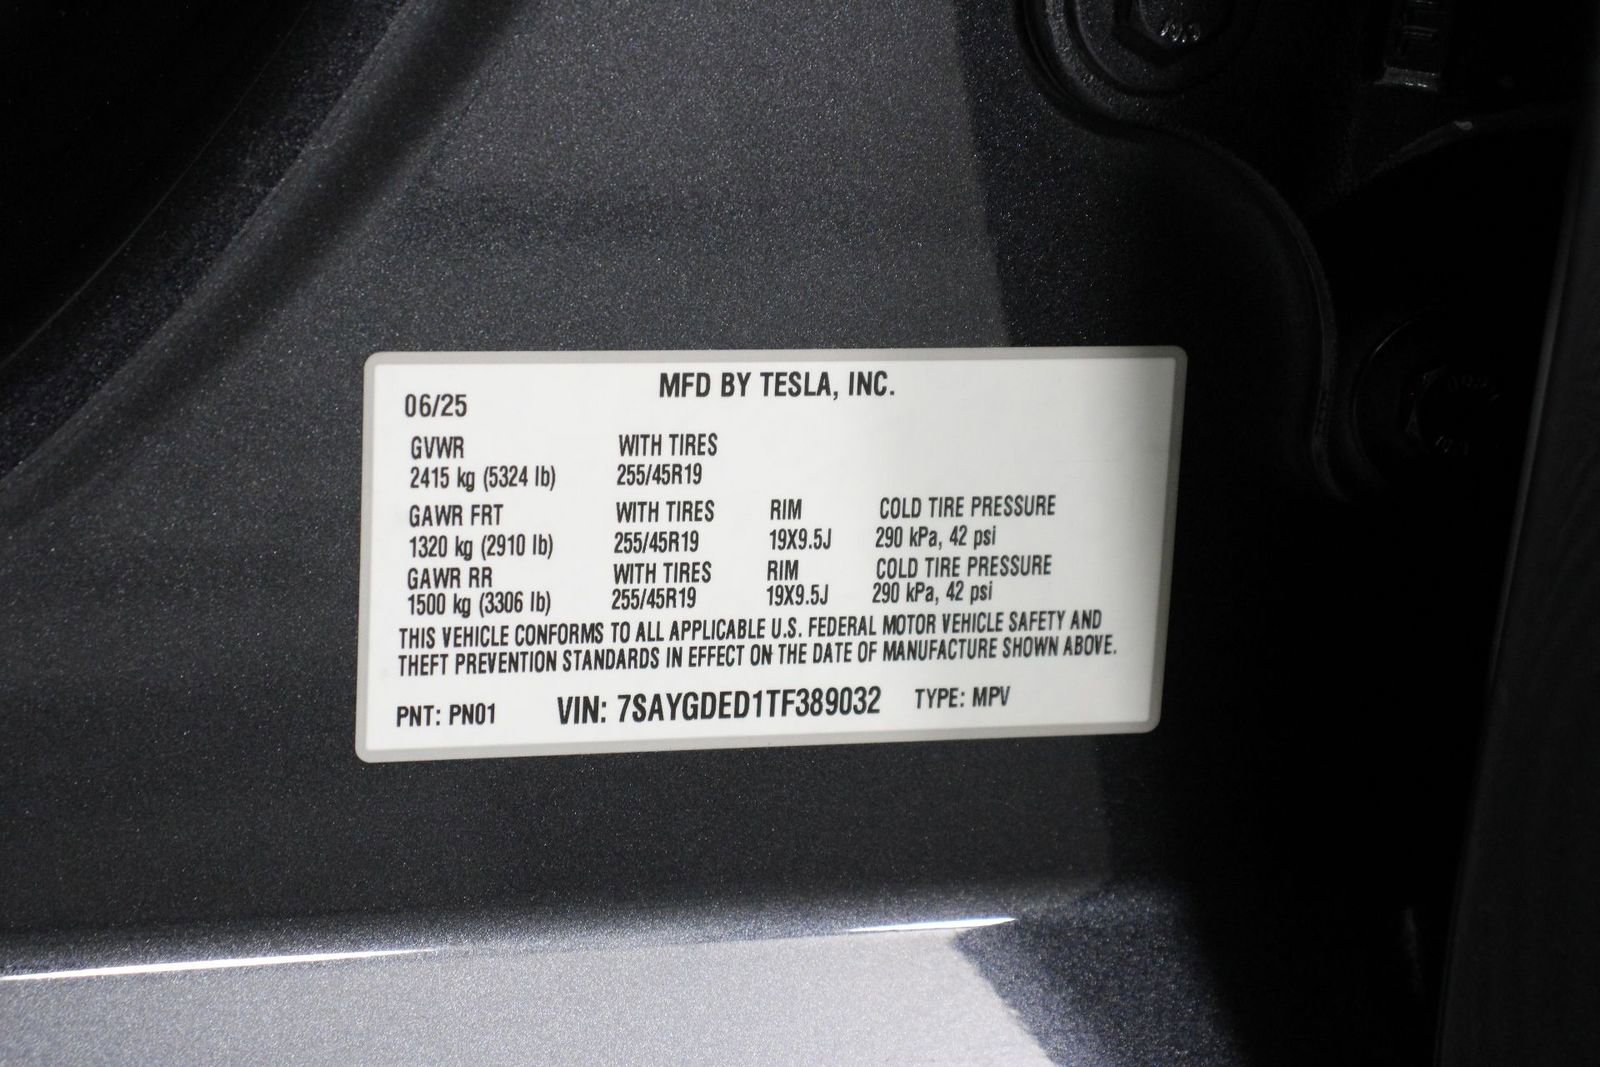 MFD BY TESLA, INC.
06/25
GVWR WITH TIRES
2415 kg (5324 lb) 255/45R19
GAWR FRT WITH TIRES RIM COLD TIRE PRESSURE
1320 kg (2910 lb) 255/45R19 19X9.5J 290 kPa, 42 psi
GAWR RR WITH TIRES RIM COLD TIRE PRESSURE
1500 kg (3306 lb) 255/45R19 19X9.5J 290 kPa, 42 psi
THIS VEHICLE CONFORMS TO ALL APPLICABLE U.S. FEDERAL MOTOR VEHICLE SAFETY AND
THEFT PREVENTION STANDARDS IN EFFECT ON THE DATE OF MANUFACTURE SHOWN ABOVE.
PNT: PN01 VIN: 7SAYGDED1TF389032 TYPE: MPV